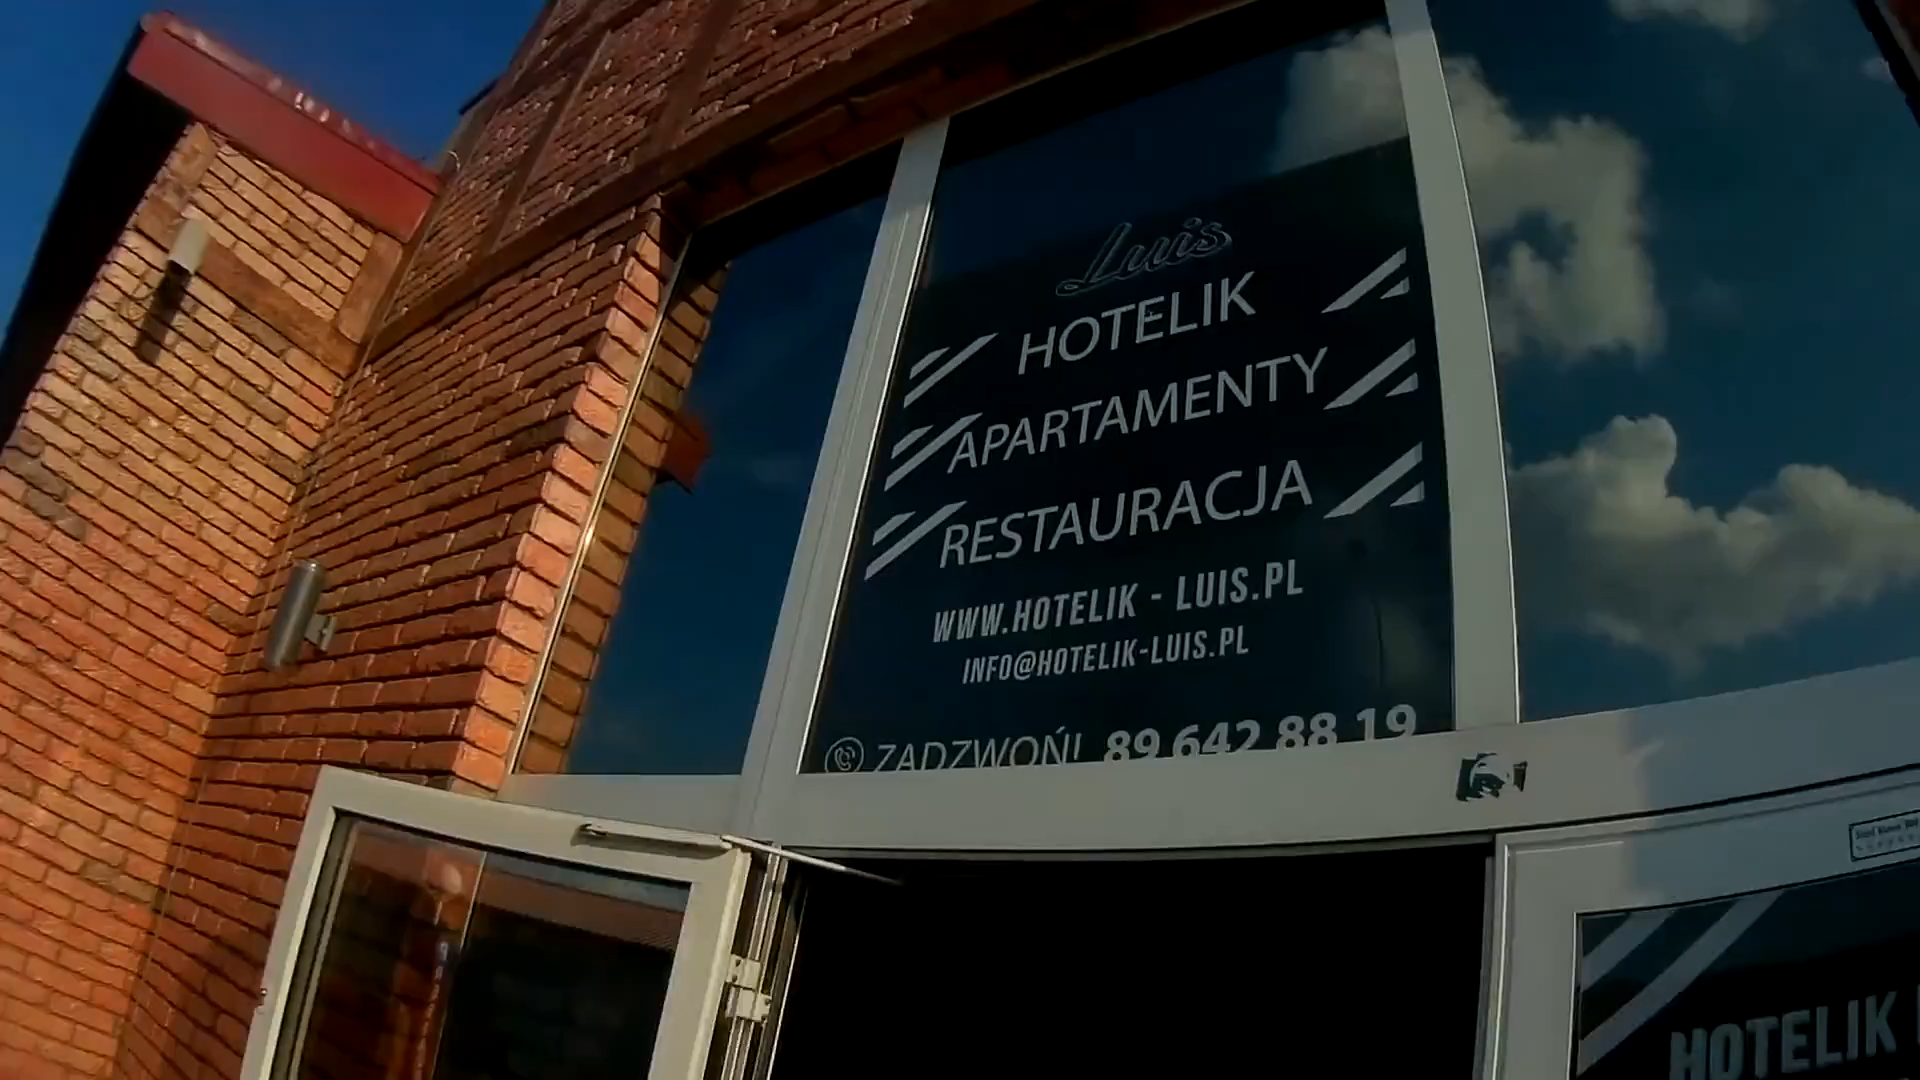 Luis
HOTELIK
APARTAMENTY
RESTAURACJA
WWW.HOTELIK - LUIS.PL
INFO@HOTELIK-LUIS.PL
ZADZWOŃ! 89 642 88 19
HOTELIK